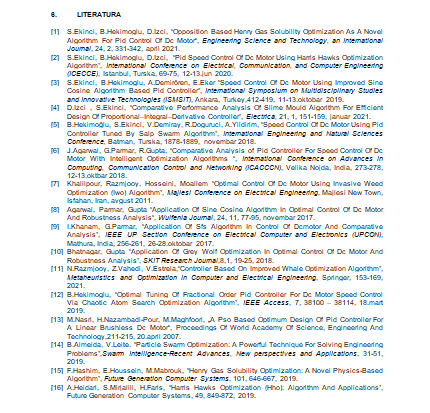 6. LITERATURA
[1] S.Ekinci, B.Hekimoglu, D.Izci, "Opposition Based Henry Gas Solubility Optimization As A Novel
Algorithm For Pid Control Of Dc Motor", Engineering Science and Technology, an International
Journal, 24, 2, 331-342, april 2021.
[2] S.Ekinci, B.Hekimoglu, D.Izci, "Pid Speed Control Of Dc Motor Using Harris Hawks Optimization
Algorithm", International Conference on Electrical, Communication, and Computer Engineering
(ICECCE), Istanbul, Turska, 69-75, 12-13.jun 2020.
[3] S.Ekinci, B.Hekimoglu, A.Demirören, E.Eker "Speed Control Of Dc Motor Using Improved Sine
Cosine Algorithm Based Pid Controller", International Symposium on Multidisciplinary Studies
and Innovative Technologies (ISMSIT), Ankara, Turkey,412-419, 11-13.oktobar 2019.
[4] D.Izci , S.Ekinci, "Comparative Performance Analysis Of Slime Mould Algorithm For Efficient
Design Of Proportional–Integral–Derivative Controller", Electrica, 21, 1, 151-159, januar 2021.
[5] B.Hekimoğlu, S.Ekinci, V.Demiray, R.Doguruci, A.Yildirim, "Speed Control Of Dc Motor Using Pid
Controller Tuned By Salp Swarm Algorithm", International Engineering and Natural Sciences
Conference, Batman, Turska, 1878-1889, novembar 2018.
[6] J.Agarwal, G.Parmar, R.Gupta, "Comparative Analysis of Pid Controller For Speed Control Of Dc
Motor With Intelligent Optimization Algorithms ", International Conference on Advances in
Computing, Communication Control and Networking (ICACCCN), Velika Nojda, India, 273-278,
12-13.oktbar 2018.
[7] Khalilpour, Razmjooy, Hosseini, Moallem "Optimal Control Of Dc Motor Using Invasive Weed
Optimization (Iwo) Algorithm", Majlesi Conference on Electrical Engineering, Majlesi New Town,
Isfahan, Iran, avgust 2011.
[8] Agarwal, Parmar, Gupta "Application Of Sine Cosine Algorithm In Optimal Control Of Dc Motor
And Robustness Analysis", Wulfenia Journal, 24, 11, 77-95, novembar 2017.
[9] I.Khanam, G.Parmar, "Application Of Sfs Algorithm In Control Of Dcmotor And Comparative
Analysis", IEEE UP Section Conference on Electrical Computer and Electronics (UPCON),
Mathura, India, 256-261, 26-28.oktobar 2017.
[10] Bhatnagar, Gupta "Application Of Grey Wolf Optimization In Optimal Control Of Dc Motor And
Robustness Analysis", SKIT Research Journal,8,1, 19-25, 2018.
[11] N.Razmjooy, Z.Vahedi, V.Estrela,"Controller Based On Improved Whale Optimization Algorithm",
Metaheuristics and Optimization in Computer and Electrical Engineering, Springer, 153-169,
2021.
[12] B.Hekimoglu, "Optimal Tuning Of Fractional Order Pid Controller For Dc Motor Speed Control
Via Chaotic Atom Search Optimization Algorithm", IEEE Access, 7, 38100 – 38114, 18.mart
2019.
[13] M.Nasri, H.Nazambadi-Pour, M.Maghfoori, „A Pso Based Optimum Design Of Pid Controller For
A Linear Brushless Dc Motor", Proceedings Of World Academy Of Science, Engineering And
Technology,211-215, 20.april 2007.
[14] B.Almeida, V.Leite, "Particle Swarm Optimization: A Powerful Technique For Solving Engineering
Problems",Swarm Intelligence-Recent Advances, New perspectives and Applications, 31-51,
2019.
[15] F.Hashim, E.Houssein, M.Mabrouk, "Henry Gas Solubility Optimization: A Novel Physics-Based
Algorithm", Future Generation Computer Systems, 101, 646-667, 2019.
[16] A.Heidari, S.Mirjalili, H.Faris, "Harris Hawks Optimization (Hho): Algorithm And Applications",
Future Generation Computer Systems, 49, 849-872, 2019.